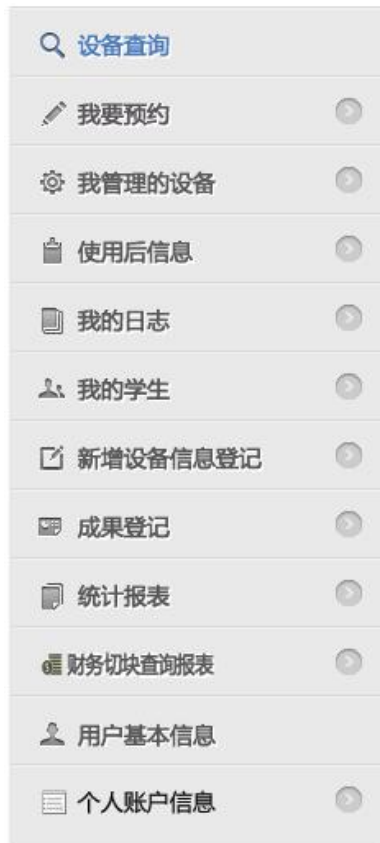 设备查询
我要预约
我管理的设备
使用后信息
我的日志
我的学生
新增设备信息登记
成果登记
统计报表
财务切块查询报表
用户基本信息
个人账户信息